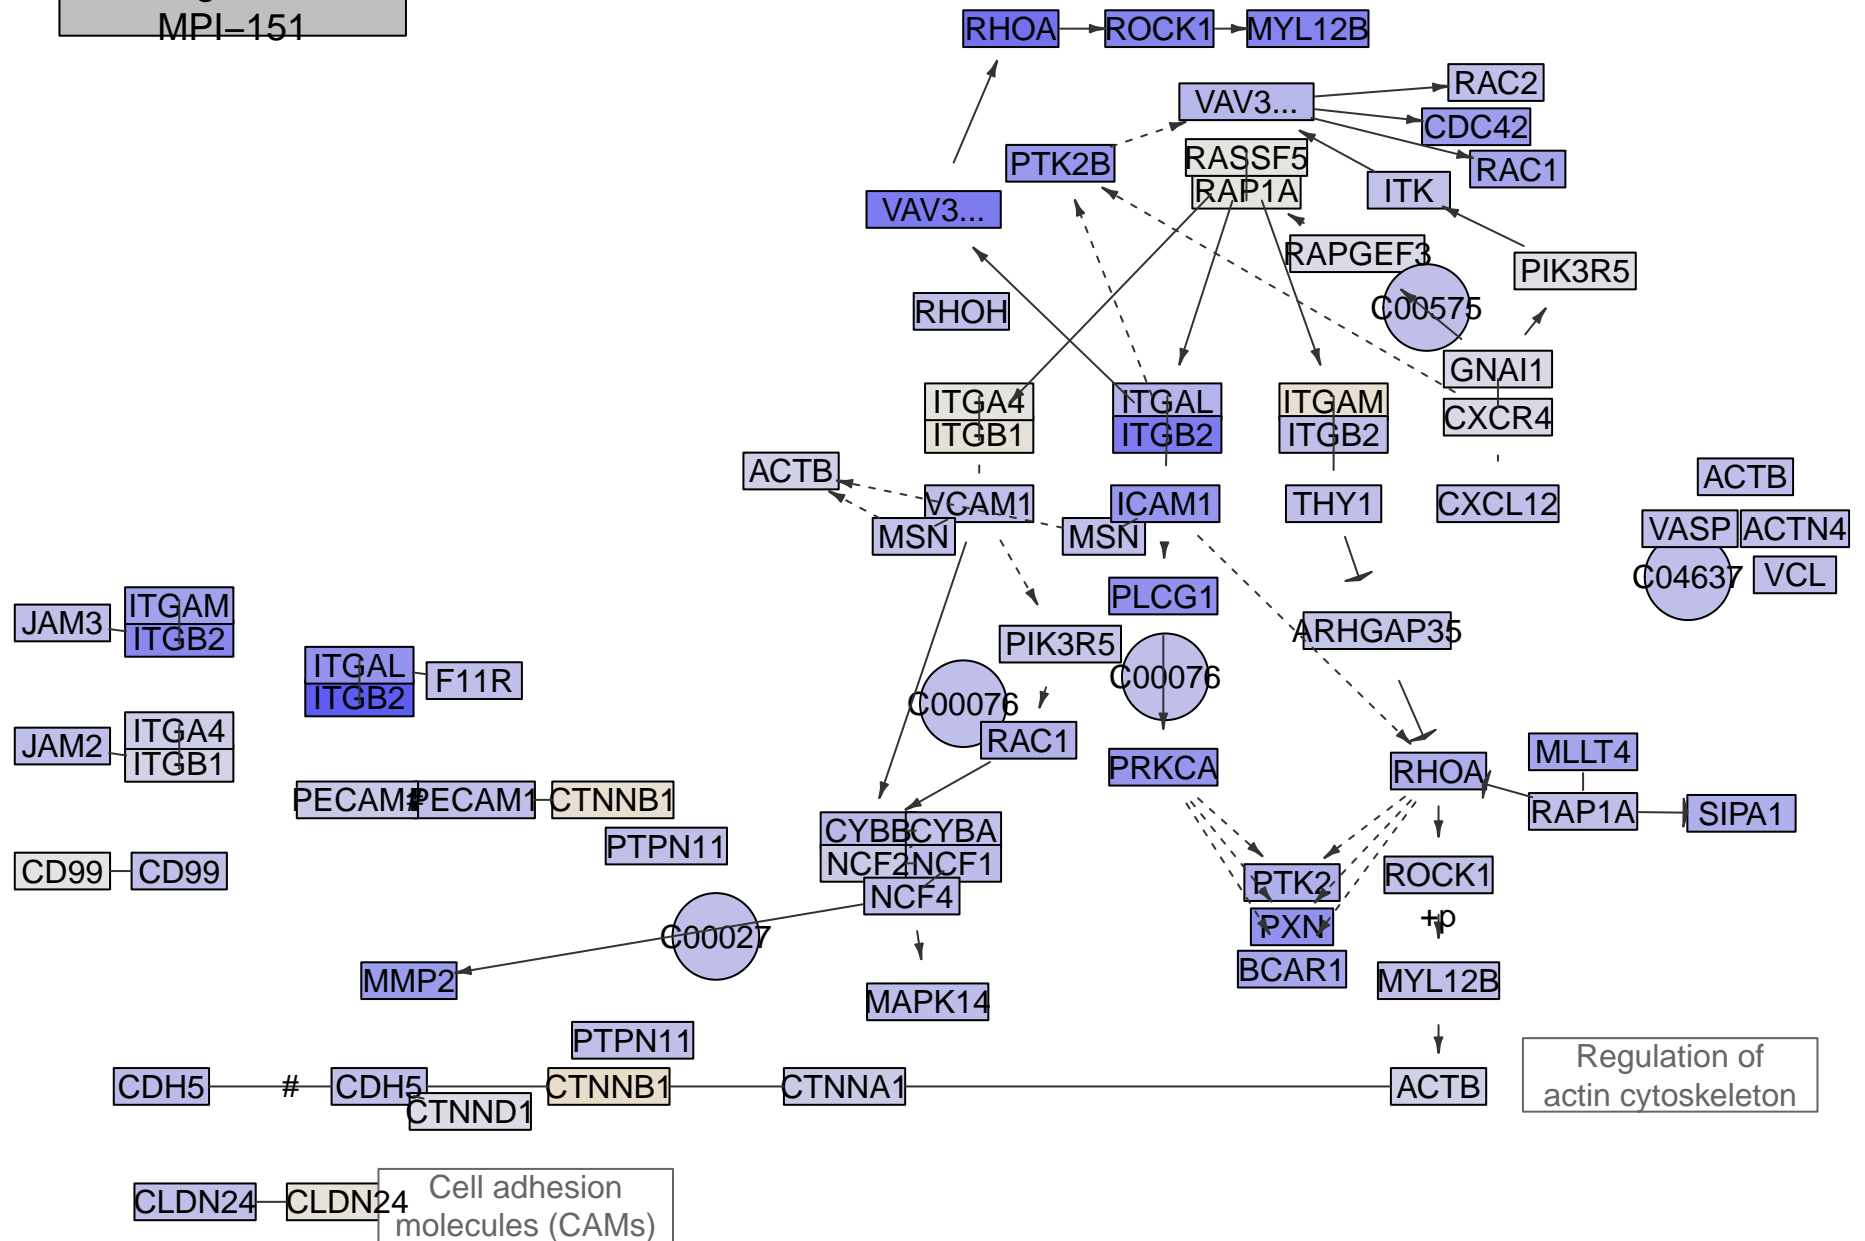 MPI−151
RHOA
ROCK1
MYL12B
RAC2
VAV3...
CDC42
RASSF5
PTK2B
RAC1
RAP1A
ITK
VAV3...
RAPGEF3
PIK3R5
C00575
RHOH
GNAI1
ITGA4
ITGAL
ITGAM
CXCR4
ITGB1
ITGB2
ITGB2
ACTB
ACTB
VCAM1
ICAM1
THY1
CXCL12
MSN
MSN
VASP
ACTN4
C04637
VCL
PLCG1
ITGAM
JAM3
ITGB2
ARHGAP35
PIK3R5
ITGAL
F11R
C00076
ITGB2
C00076
ITGA4
JAM2
RAC1
ITGB1
MLLT4
PRKCA
RHOA
PECAM1
#
PECAM1
CTNNB1
RAP1A
SIPA1
CYBB
CYBA
PTPN11
NCF2
NCF1
CD99
CD99
NCF4
PTK2
ROCK1
+p
PXN
C00027
BCAR1
MMP2
MYL12B
MAPK14
PTPN11
Regulation of
actin cytoskeleton
CDH5
#
CDH5
CTNNB1
CTNNA1
ACTB
CTNND1
Cell adhesion
molecules (CAMs)
CLDN24
CLDN24